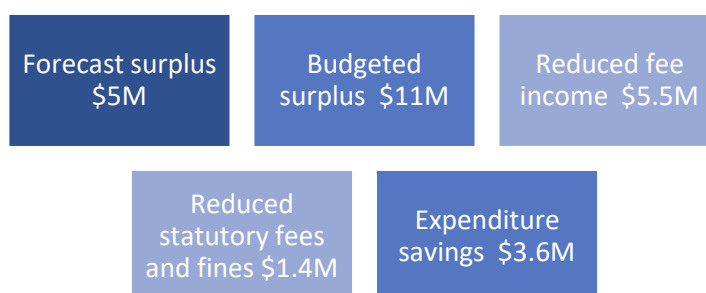 Forecast surplus
$5M
Budgeted
surplus $11M
Reduced fee
income $5.5M
Reduced
statutory fees
and fines $1.4M
Expenditure
savings $3.6M